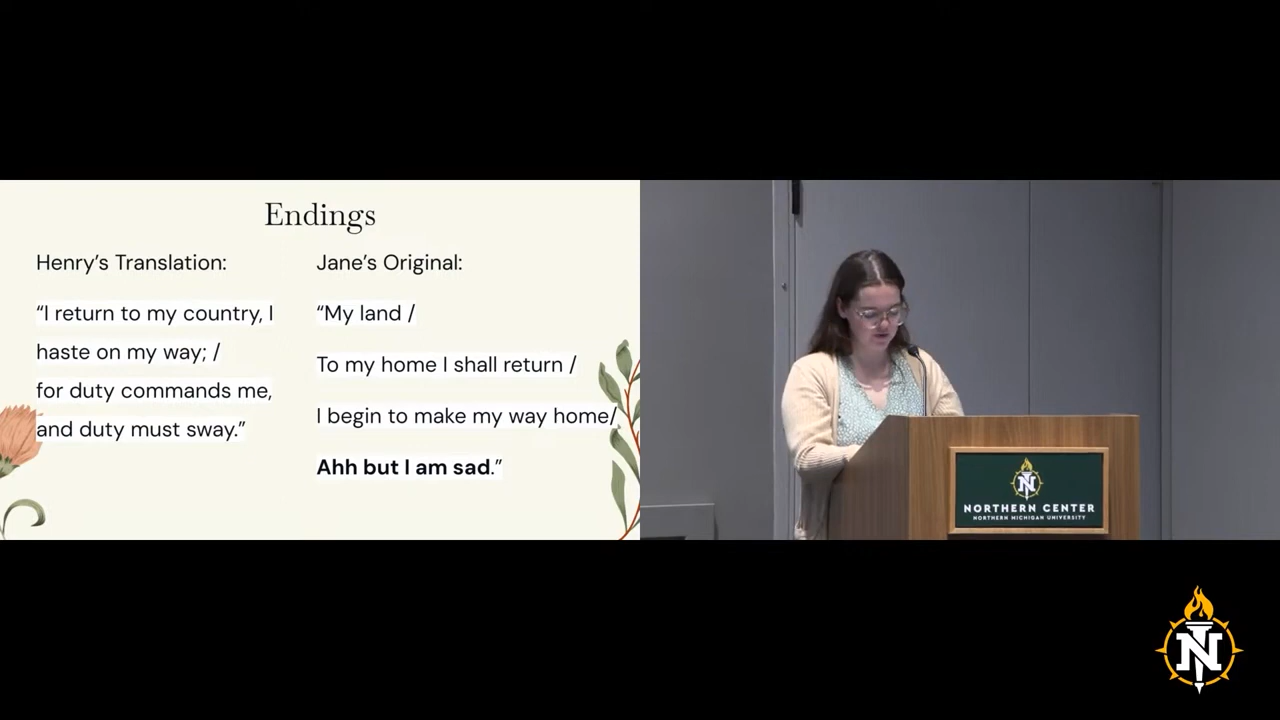 Endings
Henry’s Translation:
“I return to my country, I
haste on my way; /
for duty commands me,
and duty must sway.”
Jane’s Original:
“My land /
To my home I shall return /
I begin to make my way home/
Ahh but I am sad.”
N
NORTHERN CENTER
NORTHERN MICHIGAN UNIVERSITY
N